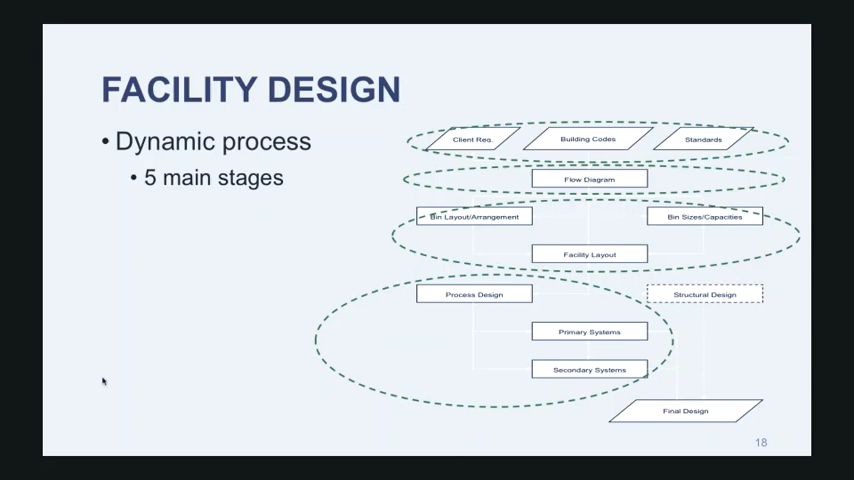 FACILITY DESIGN
• Dynamic process
• 5 main stages
Client Req.
Building Codes
Standards
Flow Diagram
Bin Layout/Arrangement
Bin Sizes/Capacities
Facility Layout
Process Design
Structural Design
Primary Systems
Secondary Systems
Final Design
18